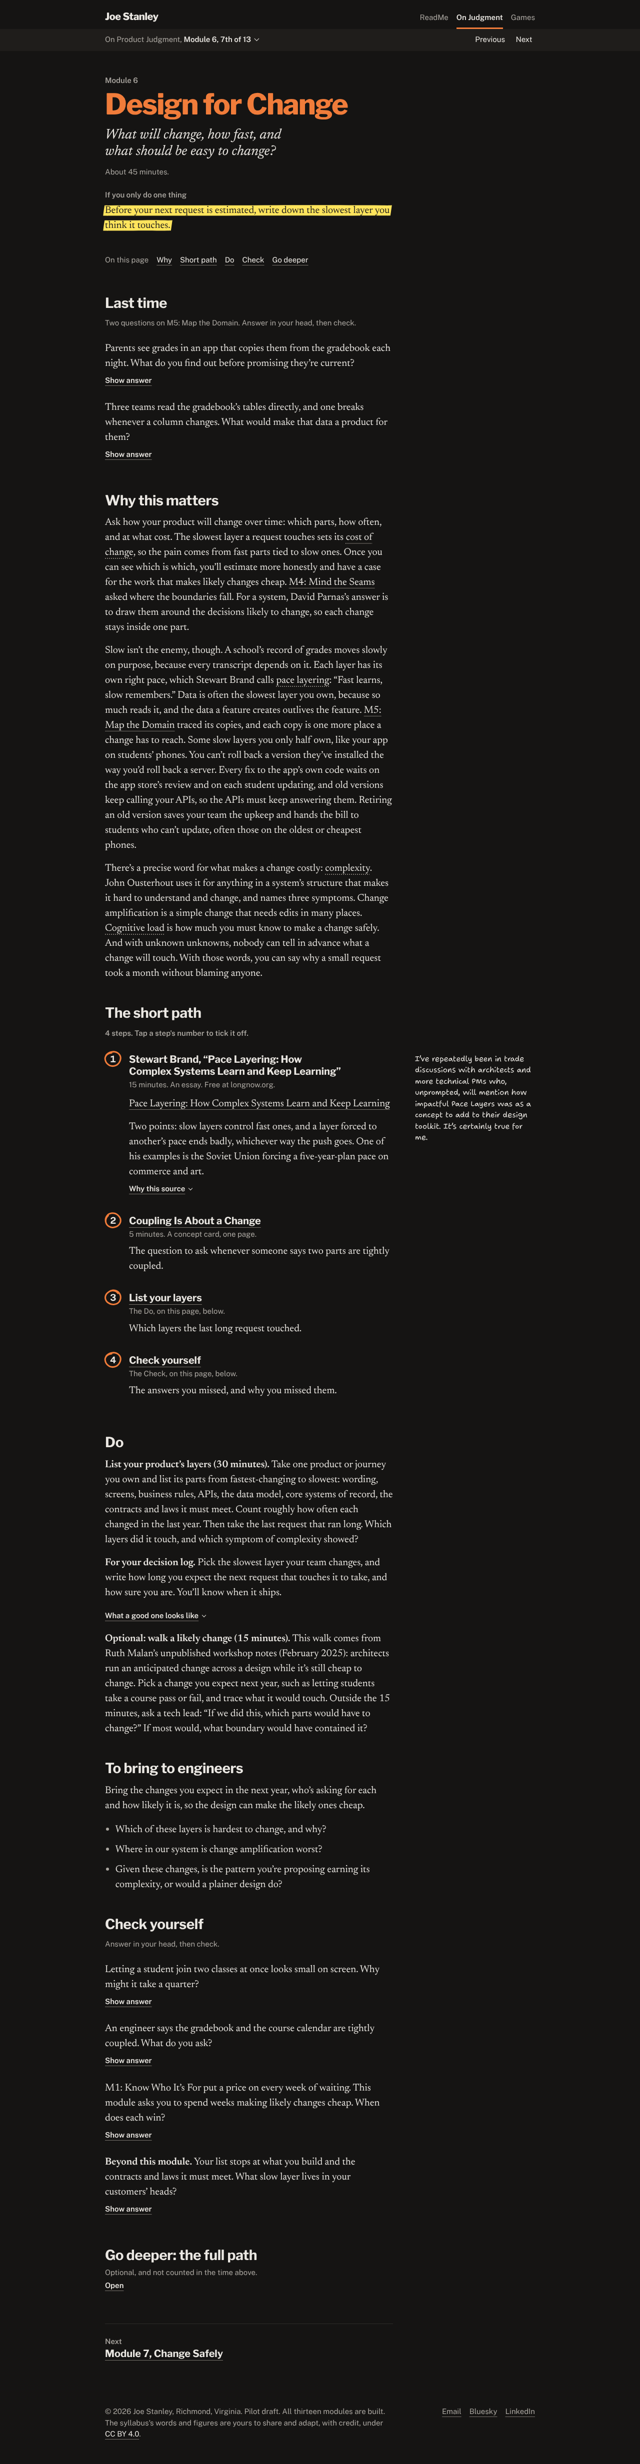 Joe Stanley
ReadMe On Judgment Games
On Product Judgment, Module 6, 7th of 13
Previous Next
Module 6
Design for Change
What will change, how fast, and
what should be easy to change?
About 45 minutes.
If you only do one thing
Before your next request is estimated, write down the slowest layer you
think it touches.
On this page Why Short path Do Check Go deeper
Last time
Two questions on M5: Map the Domain. Answer in your head, then check.
Parents see grades in an app that copies them from the gradebook each
night. What do you find out before promising they’re current?
Show answer
Three teams read the gradebook’s tables directly, and one breaks
whenever a column changes. What would make that data a product for
them?
Show answer
Why this matters
Ask how your product will change over time: which parts, how often,
and at what cost. The slowest layer a request touches sets its cost of
change, so the pain comes from fast parts tied to slow ones. Once you
can see which is which, you’ll estimate more honestly and have a case
for the work that makes likely changes cheap. M4: Mind the Seams
asked where the boundaries fall. For a system, David Parnas’s answer is
to draw them around the decisions likely to change, so each change
stays inside one part.
Slow isn’t the enemy, though. A school’s record of grades moves slowly
on purpose, because every transcript depends on it. Each layer has its
own right pace, which Stewart Brand calls pace layering: “Fast learns,
slow remembers.” Data is often the slowest layer you own, because so
much reads it, and the data a feature creates outlives the feature. M5:
Map the Domain traced its copies, and each copy is one more place a
change has to reach. Some slow layers you only half own, like your app
on students’ phones. You can’t roll back a version they’ve installed the
way you’d roll back a server. Every fix to the app’s own code waits on
the app store’s review and on each student updating, and old versions
keep calling your APIs, so the APIs must keep answering them. Retiring
an old version saves your team the upkeep and hands the bill to
students who can’t update, often those on the oldest or cheapest
phones.
There’s a precise word for what makes a change costly: complexity.
John Ousterhout uses it for anything in a system’s structure that makes
it hard to understand and change, and names three symptoms. Change
amplification is a simple change that needs edits in many places.
Cognitive load is how much you must know to make a change safely.
And with unknown unknowns, nobody can tell in advance what a
change will touch. With those words, you can say why a small request
took a month without blaming anyone.
The short path
4 steps. Tap a step’s number to tick it off.
1 Stewart Brand, “Pace Layering: How
Complex Systems Learn and Keep Learning”
15 minutes. An essay. Free at longnow.org.
Pace Layering: How Complex Systems Learn and Keep Learning
Two points: slow layers control fast ones, and a layer forced to
another’s pace ends badly, whichever way the push goes. One of
his examples is the Soviet Union forcing a five-year-plan pace on
commerce and art.
Why this source
I’ve repeatedly been in trade
discussions with architects and
more technical PMs who,
unprompted, will mention how
impactful Pace Layers was as a
concept to add to their design
toolkit. It’s certainly true for
me.
2 Coupling Is About a Change
5 minutes. A concept card, one page.
The question to ask whenever someone says two parts are tightly
coupled.
3 List your layers
The Do, on this page, below.
Which layers the last long request touched.
4 Check yourself
The Check, on this page, below.
The answers you missed, and why you missed them.
Do
List your product’s layers (30 minutes). Take one product or journey
you own and list its parts from fastest-changing to slowest: wording,
screens, business rules, APIs, the data model, core systems of record, the
contracts and laws it must meet. Count roughly how often each
changed in the last year. Then take the last request that ran long. Which
layers did it touch, and which symptom of complexity showed?
For your decision log. Pick the slowest layer your team changes, and
write how long you expect the next request that touches it to take, and
how sure you are. You’ll know when it ships.
What a good one looks like
Optional: walk a likely change (15 minutes). This walk comes from
Ruth Malan’s unpublished workshop notes (February 2025): architects
run an anticipated change across a design while it’s still cheap to
change. Pick a change you expect next year, such as letting students
take a course pass or fail, and trace what it would touch. Outside the 15
minutes, ask a tech lead: “If we did this, which parts would have to
change?” If most would, what boundary would have contained it?
To bring to engineers
Bring the changes you expect in the next year, who’s asking for each
and how likely it is, so the design can make the likely ones cheap.
• Which of these layers is hardest to change, and why?
• Where in our system is change amplification worst?
• Given these changes, is the pattern you’re proposing earning its
complexity, or would a plainer design do?
Check yourself
Answer in your head, then check.
Letting a student join two classes at once looks small on screen. Why
might it take a quarter?
Show answer
An engineer says the gradebook and the course calendar are tightly
coupled. What do you ask?
Show answer
M1: Know Who It’s For put a price on every week of waiting. This
module asks you to spend weeks making likely changes cheap. When
does each win?
Show answer
Beyond this module. Your list stops at what you build and the
contracts and laws it must meet. What slow layer lives in your
customers’ heads?
Show answer
Go deeper: the full path
Optional, and not counted in the time above.
Open
Next
Module 7, Change Safely
© 2026 Joe Stanley, Richmond, Virginia. Pilot draft. All thirteen modules are built.
The syllabus’s words and figures are yours to share and adapt, with credit, under
CC BY 4.0.
Email Bluesky LinkedIn